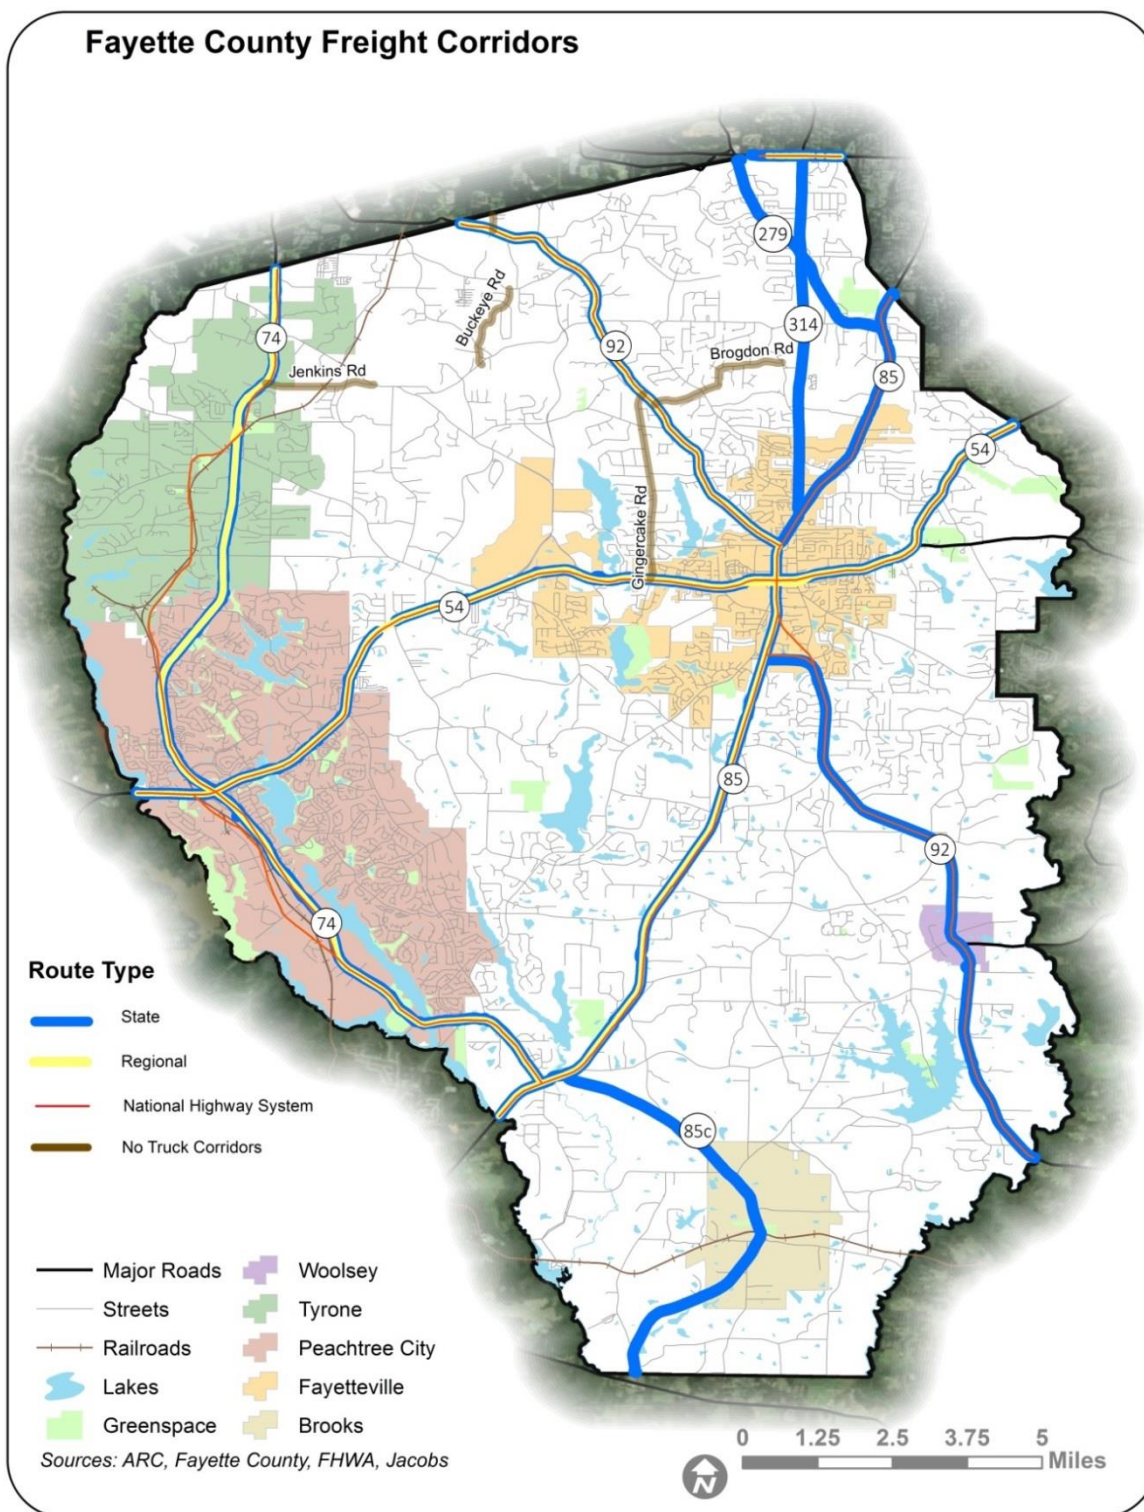 Fayette County Freight Corridors
279
74
Buckeye Rd
92
314
Brogdon Rd
Jenkins Rd
85
54
Gingercake Rd
54
85
92
74
Route Type
State
Regional
National Highway System
No Truck Corridors
85c
Major Roads
Woolsey
Streets
Tyrone
Railroads
Peachtree City
Lakes
Fayetteville
Greenspace
Brooks
Sources: ARC, Fayette County, FHWA, Jacobs
0 1.25 2.5 3.75 5
Miles
N